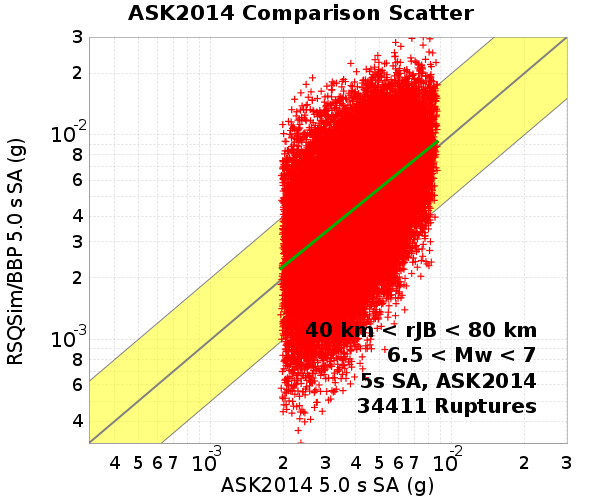 ASK2014 Comparison Scatter
RSQSim/BBP 5.0 s SA (g)
3
2
10-2
8
6
4
3
2
10-3
8
6
4
40 km < rJB < 80 km
6.5 < Mw < 7
5s SA, ASK2014
34411 Ruptures
4 5 6 7 10-3 2 3 4 5 6 7 10-2 2 3
ASK2014 5.0 s SA (g)